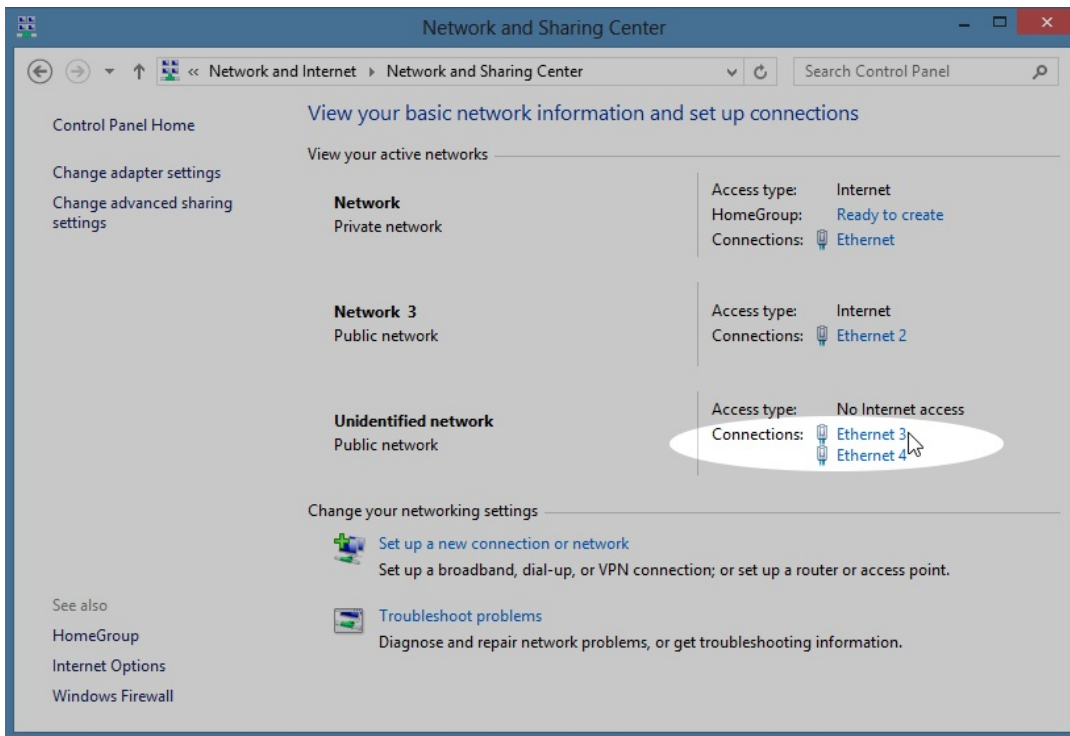 Network and Sharing Center
« Network and Internet Network and Sharing Center
Search Control Panel
Control Panel Home
Change adapter settings
Change advanced sharing
settings
See also
HomeGroup
Internet Options
Windows Firewall
View your basic network information and set up connections
View your active networks
Network
Private network
Access type: Internet
HomeGroup: Ready to create
Connections: Ethernet
Network 3
Public network
Access type: Internet
Connections: Ethernet 2
Unidentified network
Public network
Access type: No Internet access
Connections: Ethernet 3
Ethernet 4
Change your networking settings
Set up a new connection or network
Set up a broadband, dial-up, or VPN connection; or set up a router or access point.
Troubleshoot problems
Diagnose and repair network problems, or get troubleshooting information.